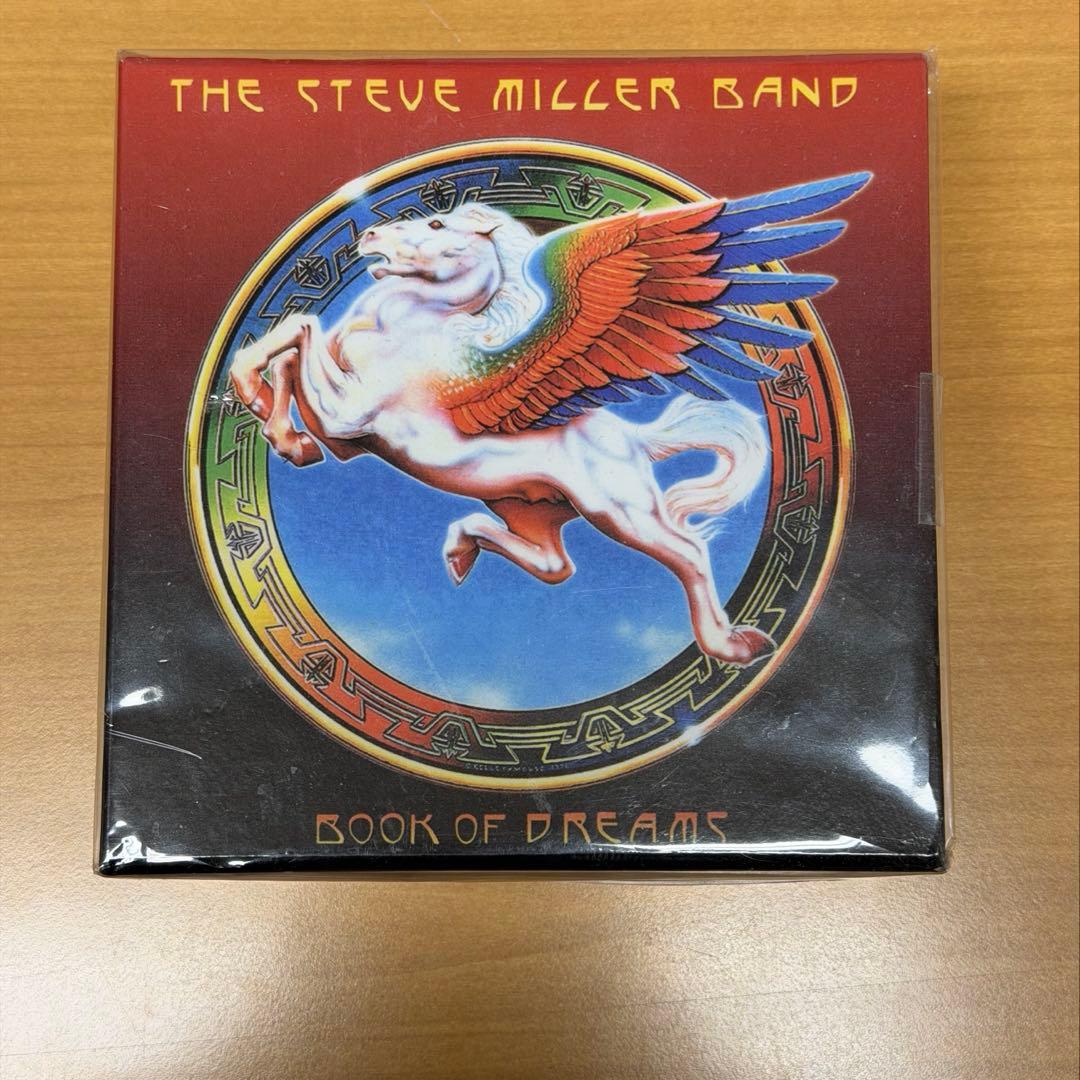 THE STEVE MILLER BAND
BOOK OF DREAMS